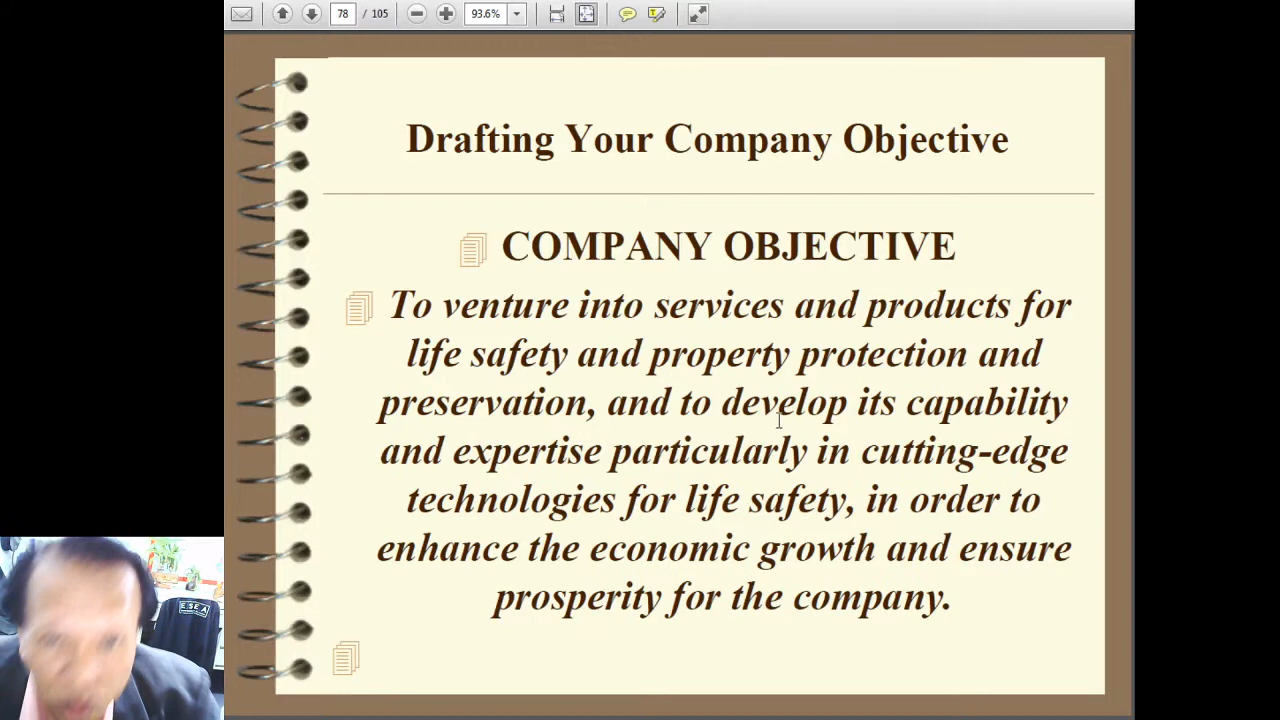 78 / 105 93.6%
Drafting Your Company Objective
COMPANY OBJECTIVE
To venture into services and products for
life safety and property protection and
preservation, and to develop its capability
and expertise particularly in cutting-edge
technologies for life safety, in order to
enhance the economic growth and ensure
prosperity for the company.
ESEA